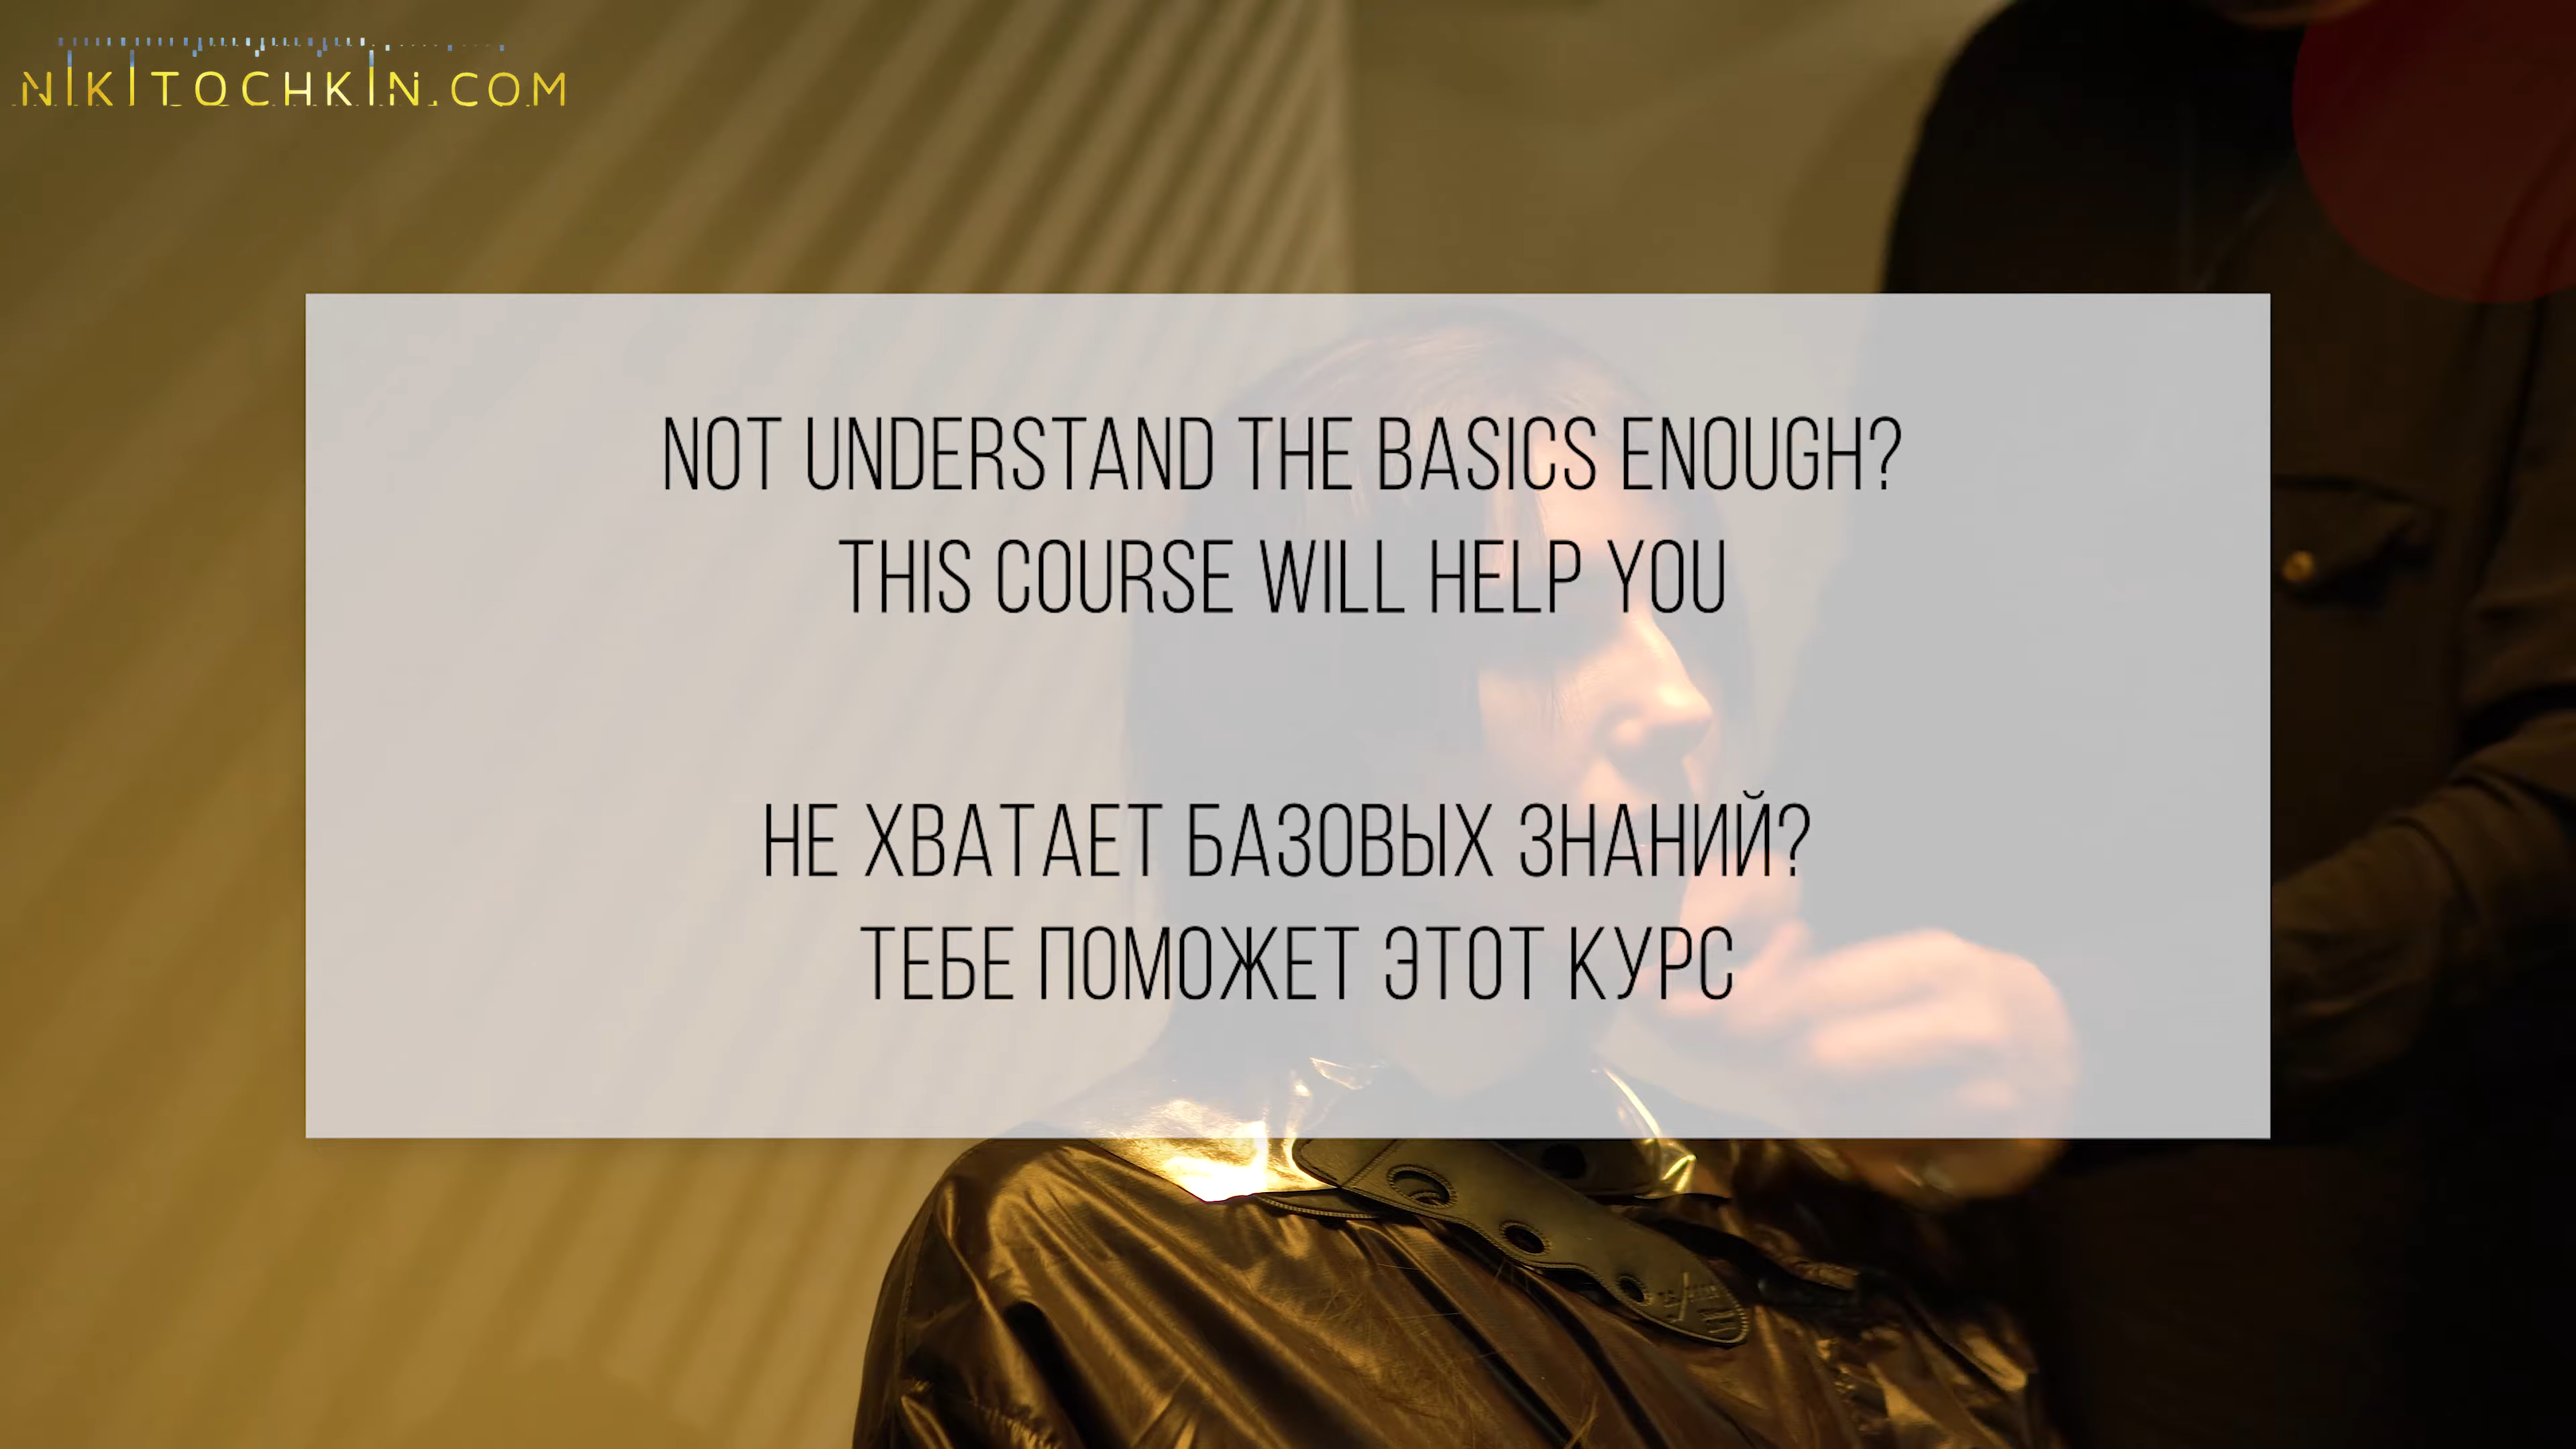 NIKITOCHKIN.COM
NOT UNDERSTAND THE BASICS ENOUGH?
THIS COURSE WILL HELP YOU
НЕ ХВАТАЕТ БАЗОВЫХ ЗНАНИЙ?
ТЕБЕ ПОМОЖЕТ ЭТОТ КУРС